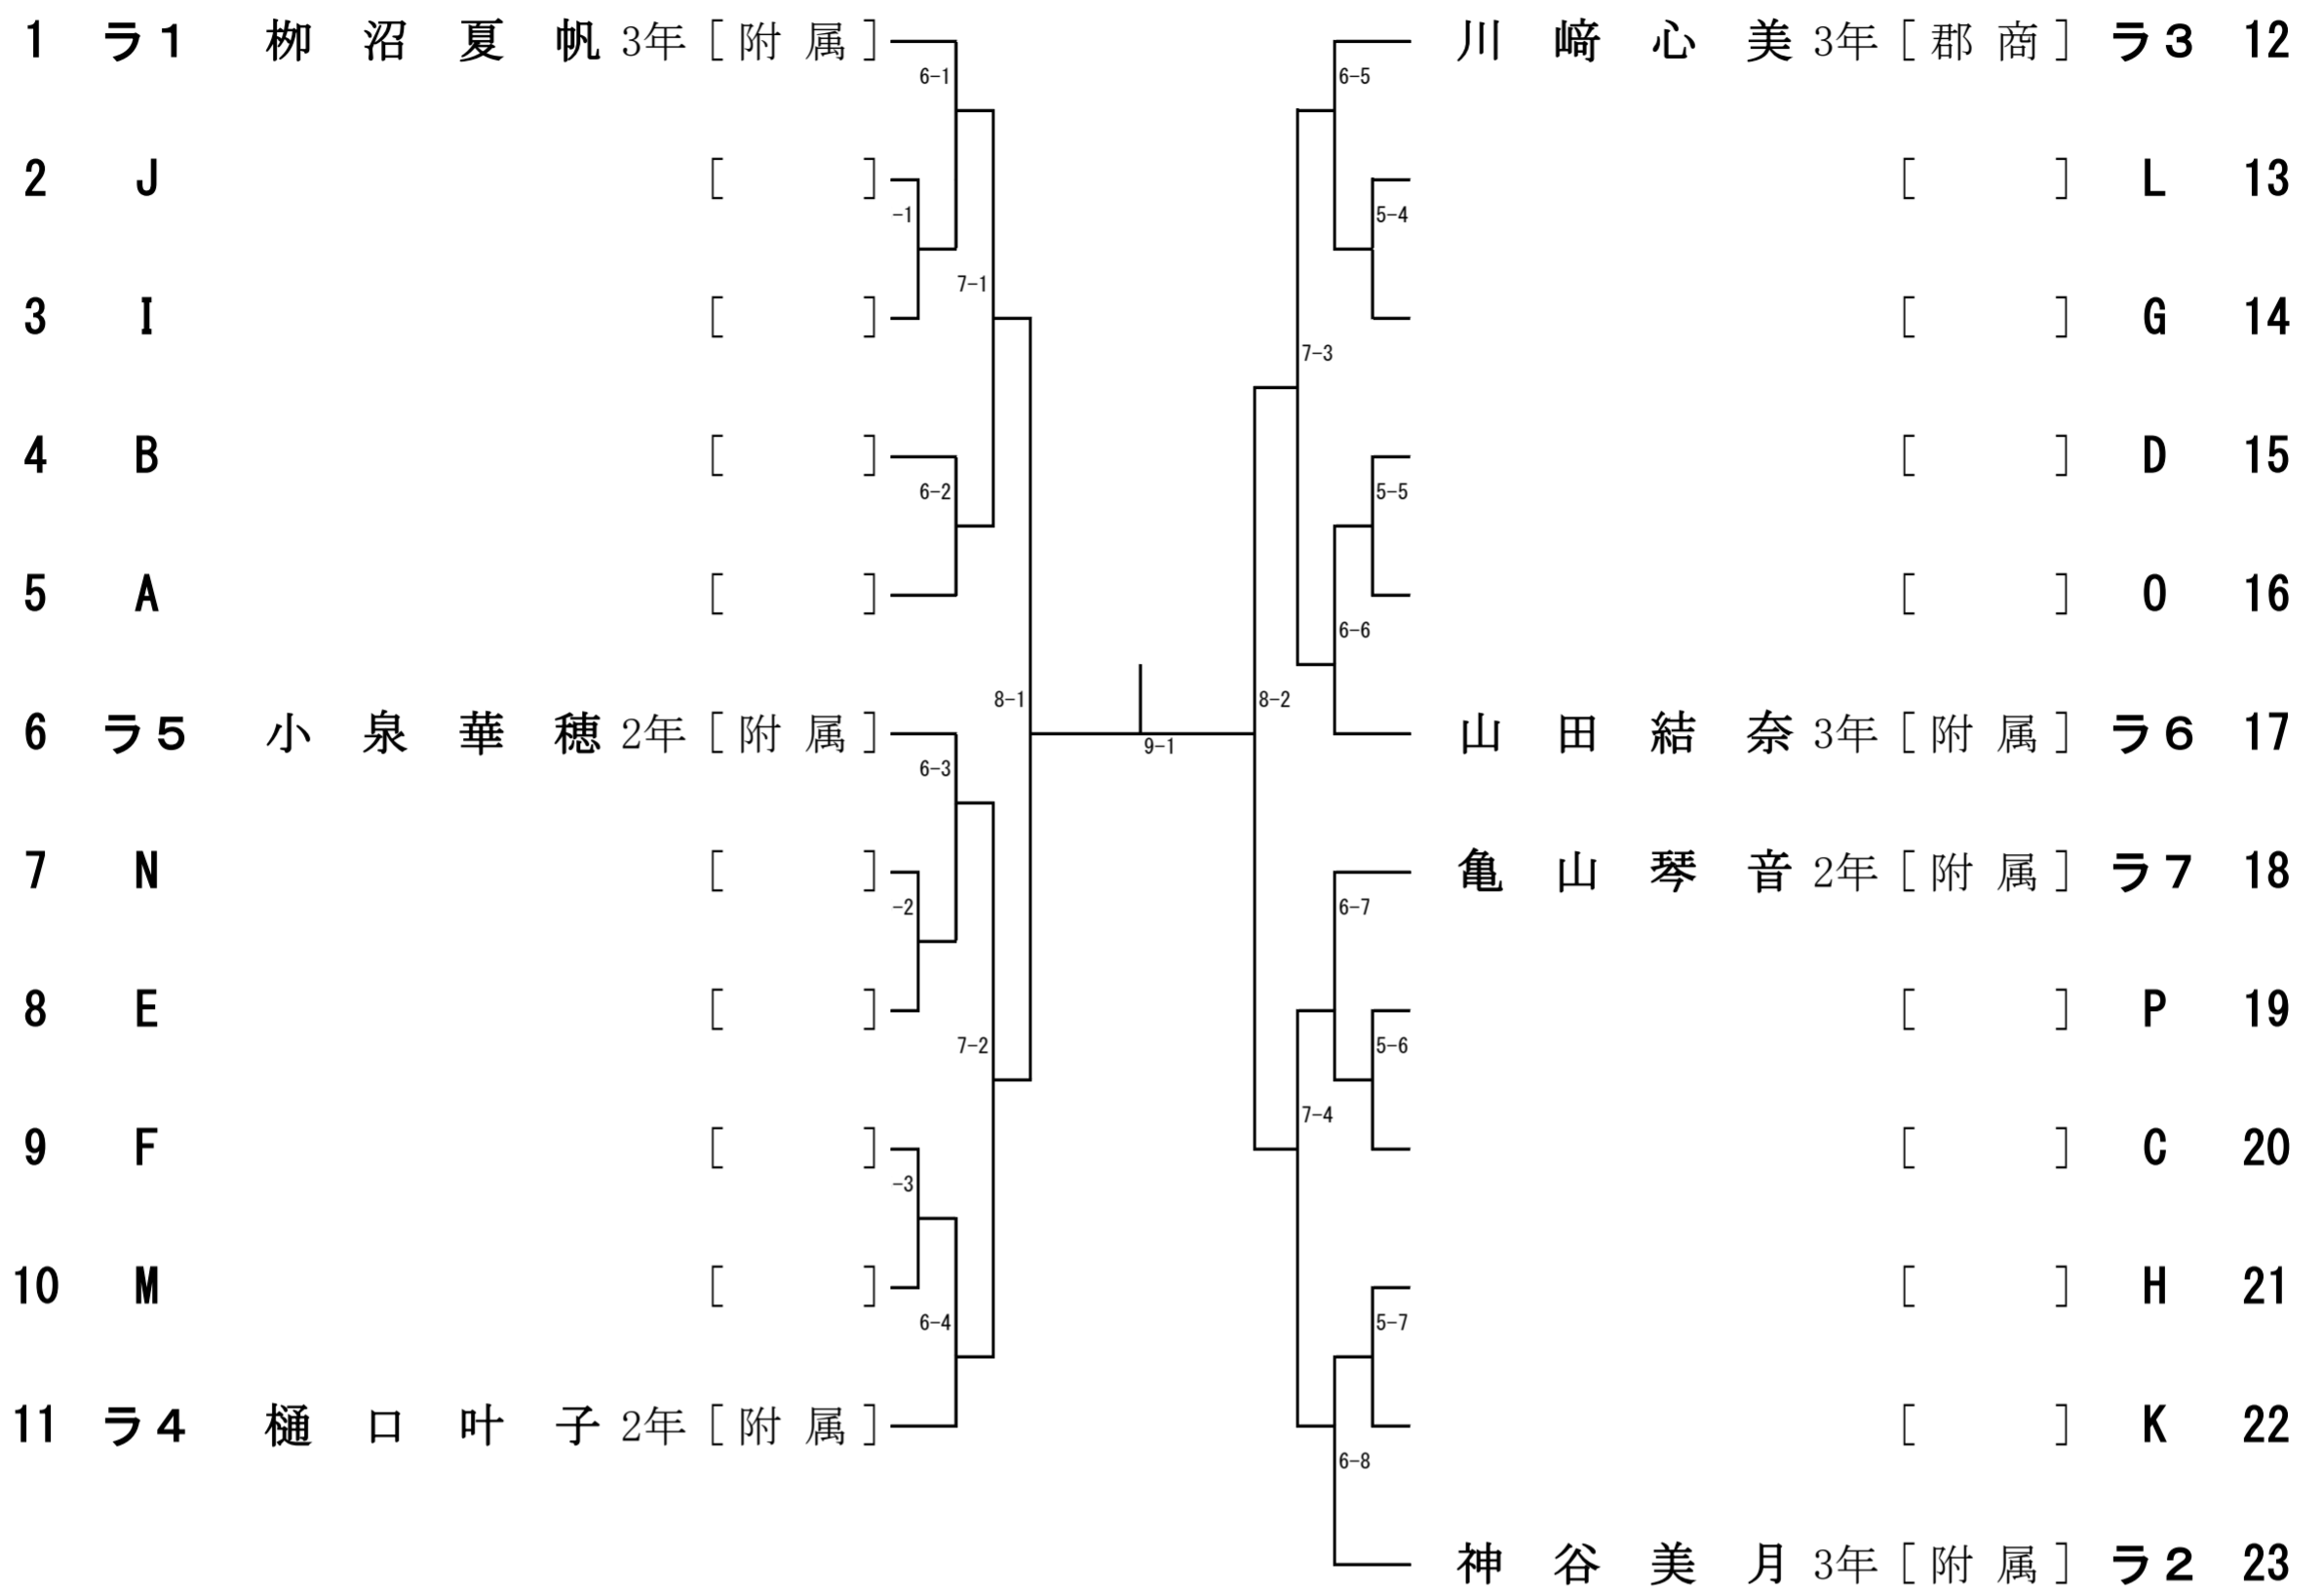 1 ラ1 柳沼夏帆 3年 [附属] 川﨑心美 3年 [郡商] ラ3 12
6-1 6-5
2 J [ ] [ ] L 13
-1 5-4
7-1
3 I [ ] [ ] G 14
7-3
4 B [ ] [ ] D 15
6-2 5-5
5 A [ ] [ ] O 16
6-6
8-1 8-2
6 ラ5 小泉華穂 2年 [附属] 山田結奈 3年 [附属] ラ6 17
9-1
6-3
7 N [ ] 亀山琴音 2年 [附属] ラ7 18
-2 6-7
8 E [ ] [ ] P 19
7-2 5-6
7-4
9 F [ ] [ ] C 20
-3
10 M [ ] [ ] H 21
6-4 5-7
11 ラ4 樋口叶子 2年 [附属] [ ] K 22
6-8
神谷美月 3年 [附属] ラ2 23